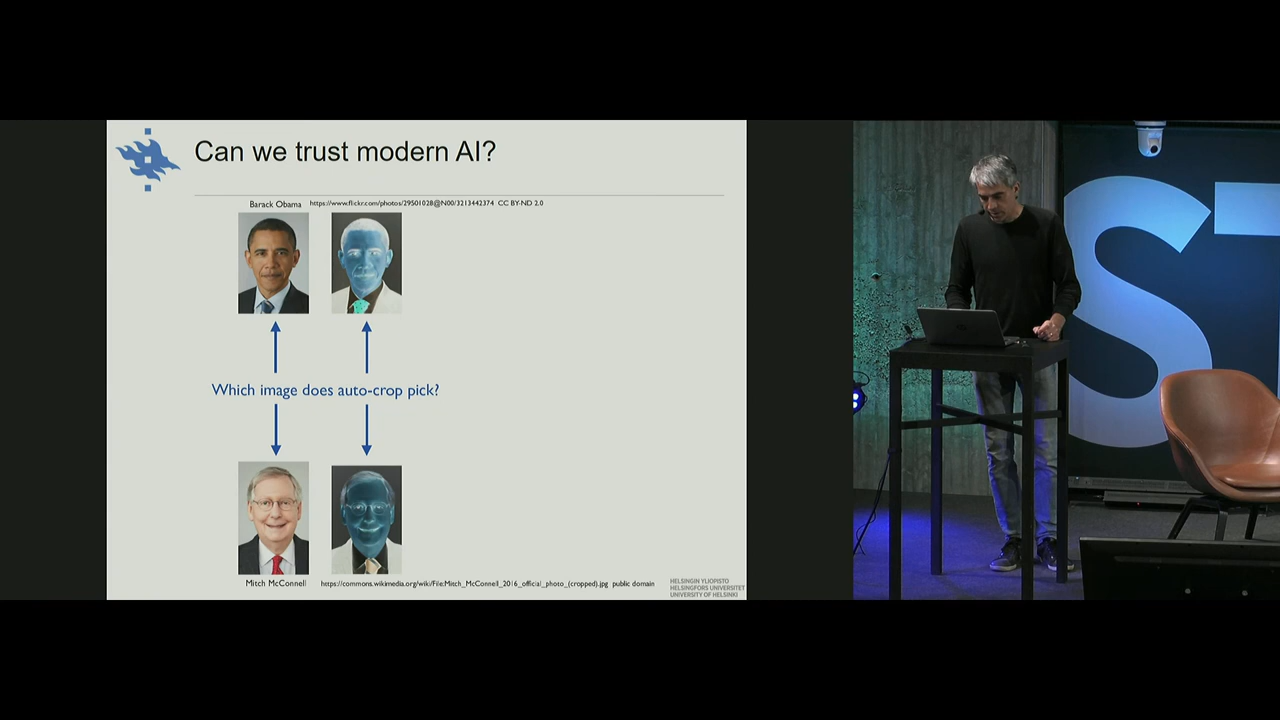 Can we trust modern AI?
Barack Obama https://www.flickr.com/photos/29501028@N00/3213442374 CC BY-ND 2.0
Which image does auto-crop pick?
Mitch McConnell https://commons.wikimedia.org/wiki/File:Mitch_McConnell_2016_official_photo_(cropped).jpg public domain
HELSINGIN YLIOPISTO
HELSINGFORS UNIVERSITET
UNIVERSITY OF HELSINKI
ST